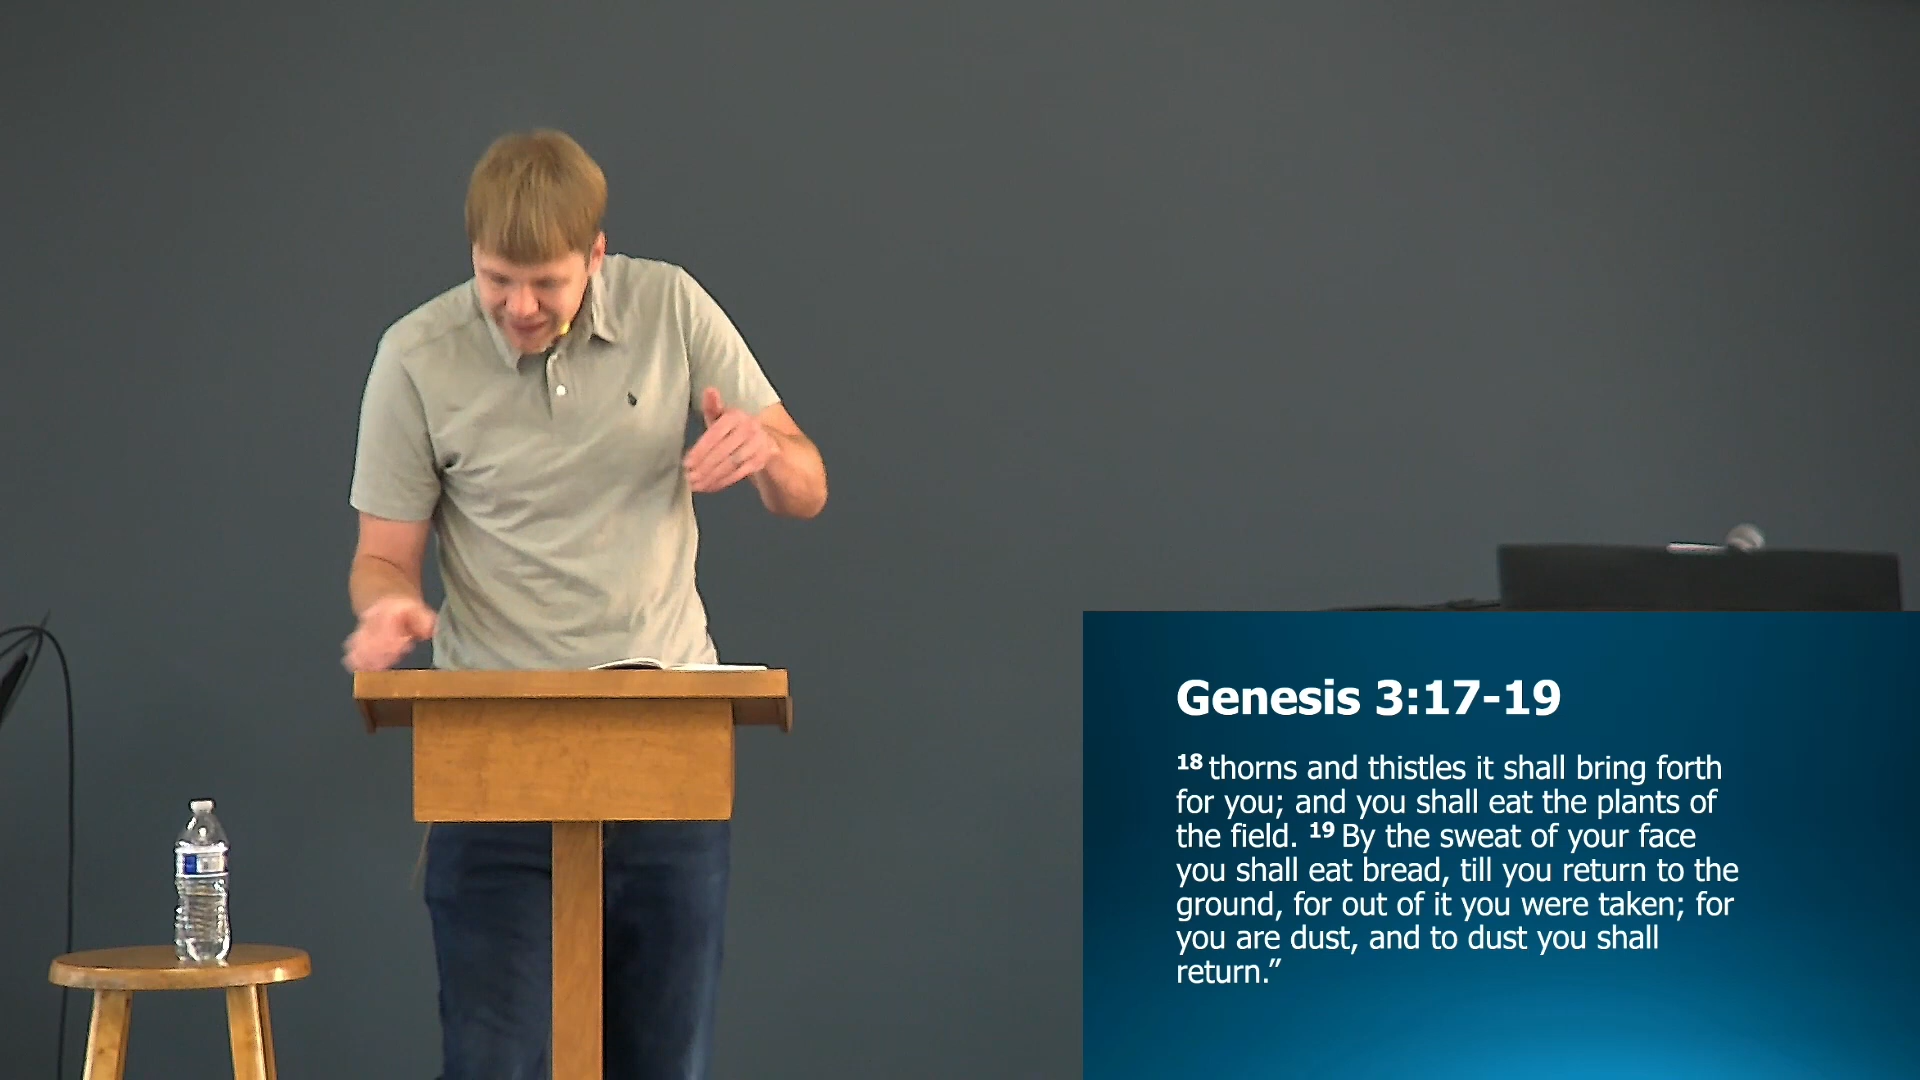 Genesis 3:17-19
18 thorns and thistles it shall bring forth
for you; and you shall eat the plants of
the field. 19 By the sweat of your face
you shall eat bread, till you return to the
ground, for out of it you were taken; for
you are dust, and to dust you shall
return.”